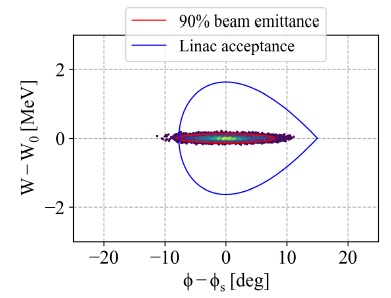 90% beam emittance
Linac acceptance
W − W₀ [MeV]
2
0
−2
−20
−10
0
10
20
ϕ − ϕₛ [deg]